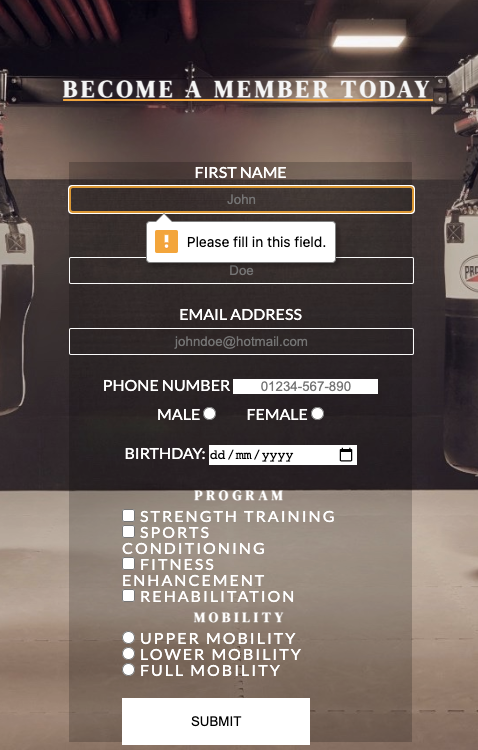 BECOME A MEMBER TODAY
FIRST NAME
John
Please fill in this field.
Doe
EMAIL ADDRESS
johndoe@hotmail.com
PHONE NUMBER 01234-567-890
MALE FEMALE
BIRTHDAY: dd/mm/yyyy
PROGRAM
STRENGTH TRAINING
SPORTS
CONDITIONING
FITNESS
ENHANCEMENT
REHABILITATION
MOBILITY
UPPER MOBILITY
LOWER MOBILITY
FULL MOBILITY
SUBMIT